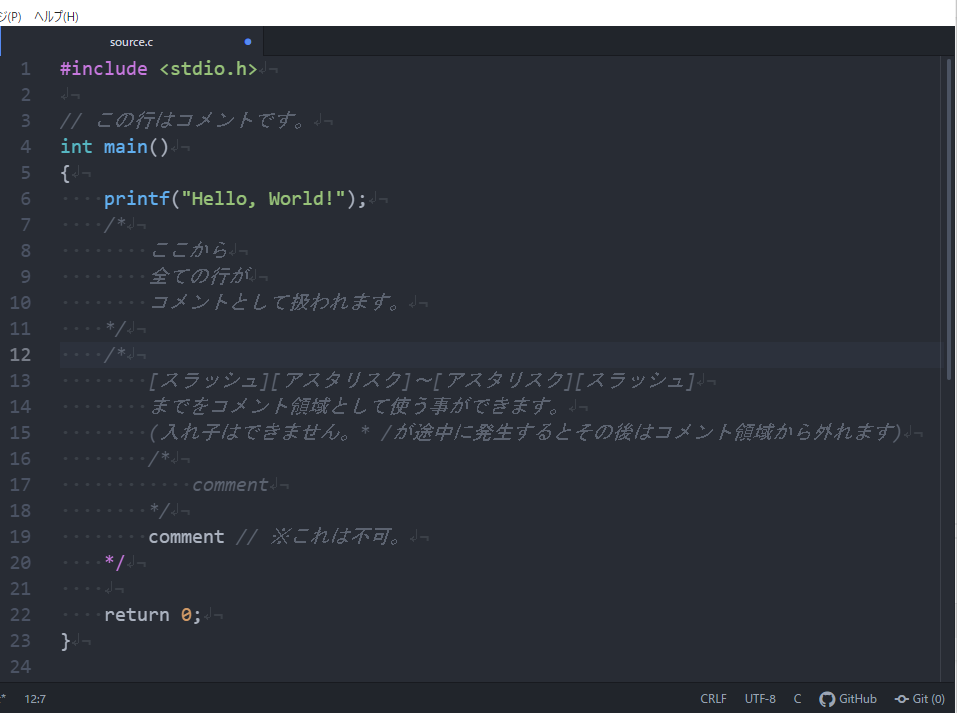 ジ(P) ヘルプ(H)
source.c
1 #include <stdio.h>
2
3 // この行はコメントです。
4 int main()
5 {
6 printf("Hello, World!");
7 /*
8 ここから
9 全ての行が
10 コメントとして扱われます。
11 */
12 /*
13 [スラッシュ][アスタリスク]～[アスタリスク][スラッシュ]
14 までをコメント領域として使う事ができます。
15 (入れ子はできません。* /が途中に発生するとその後はコメント領域から外れます)
16 /*
17 comment
18 */
19 comment // ※これは不可。
20 */
21
22 return 0;
23 }
24
* 12:7 CRLF UTF-8 C GitHub Git (0)